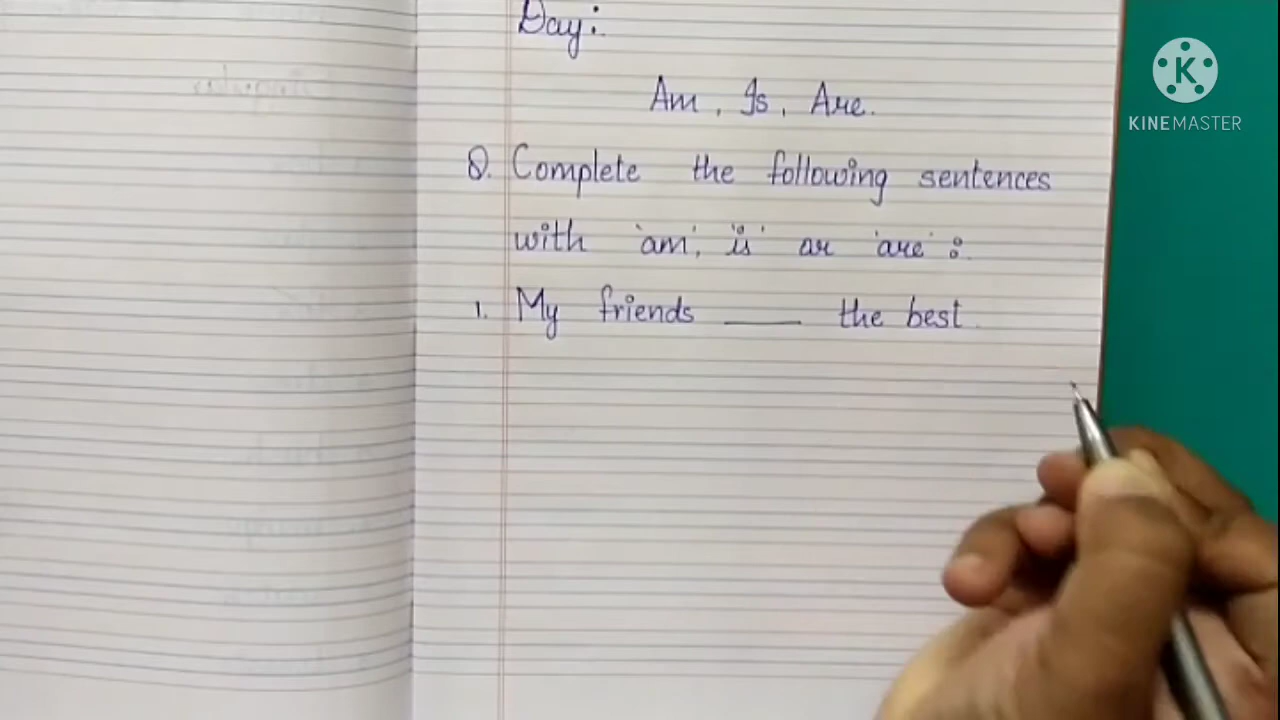 Day:
Am, Is, Are.
Q. Complete the following sentences
with 'am', 'is' or 'are' :
1. My friends ____ the best
KINEMASTER